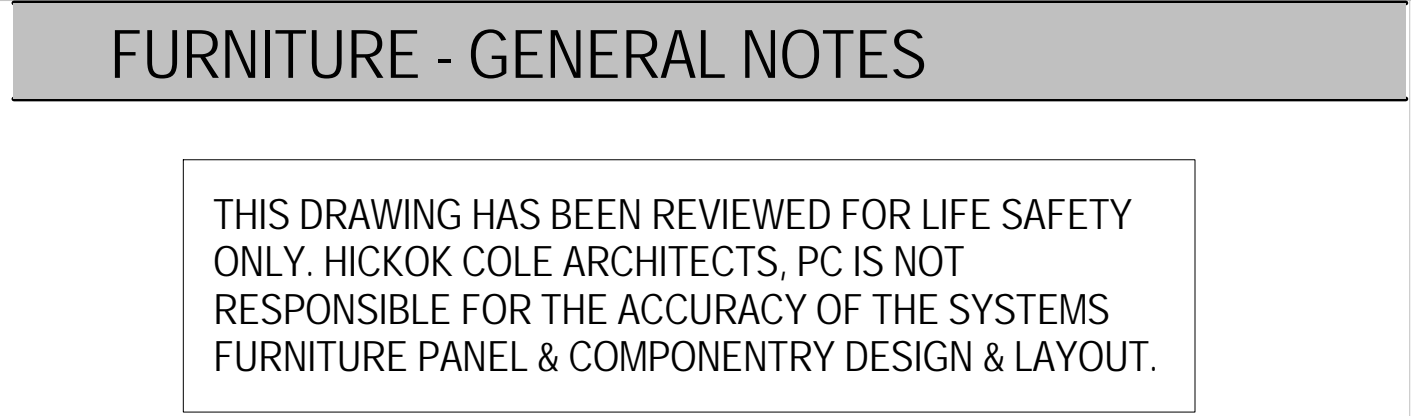 FURNITURE - GENERAL NOTES
THIS DRAWING HAS BEEN REVIEWED FOR LIFE SAFETY
ONLY. HICKOK COLE ARCHITECTS, PC IS NOT
RESPONSIBLE FOR THE ACCURACY OF THE SYSTEMS
FURNITURE PANEL & COMPONENTRY DESIGN & LAYOUT.